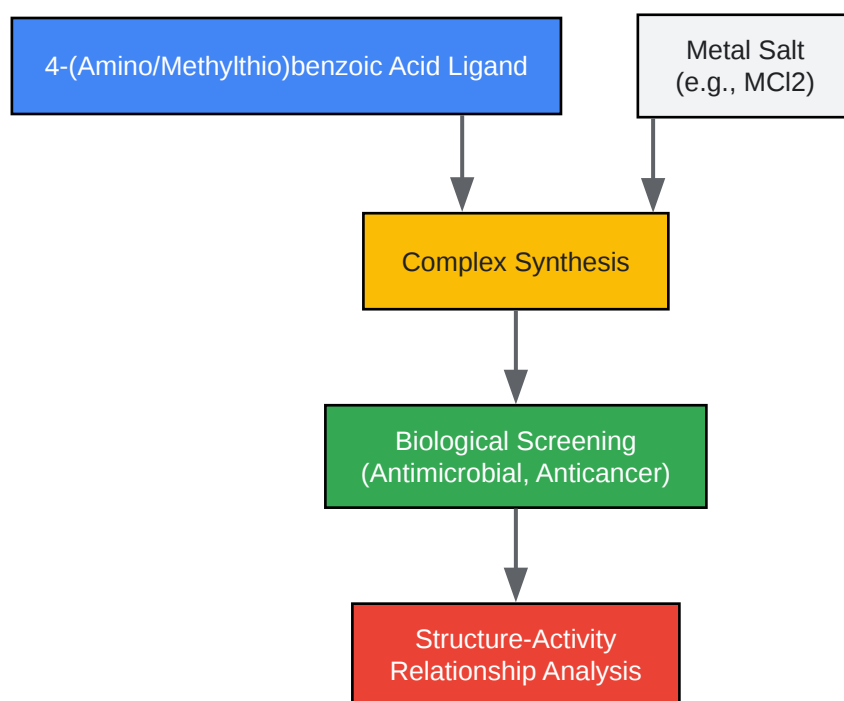 4-(Amino/Methylthio)benzoic Acid Ligand
Metal Salt
(e.g., MCl2)
Complex Synthesis
Biological Screening
(Antimicrobial, Anticancer)
Structure-Activity
Relationship Analysis